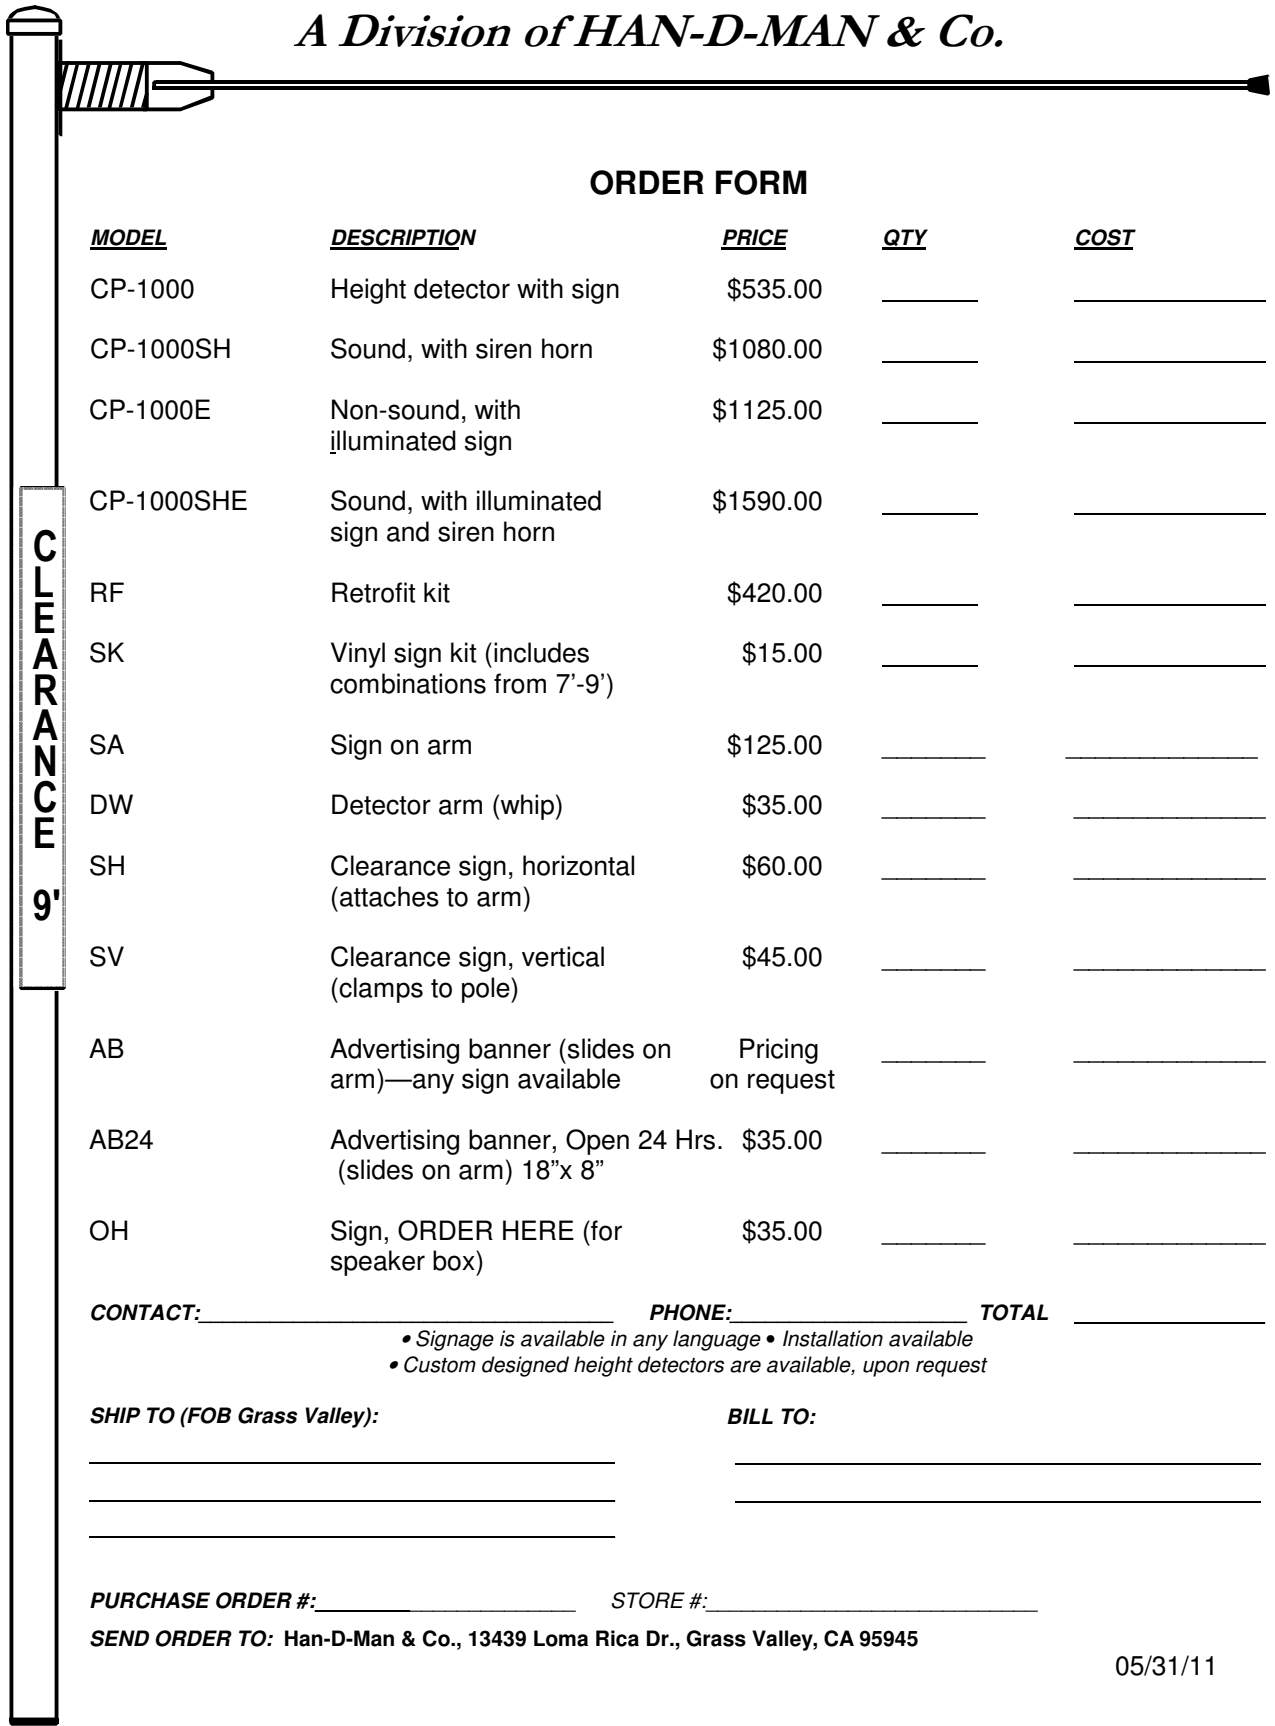 A Division of HAN-D-MAN & Co.
ORDER FORM
MODEL DESCRIPTION PRICE QTY COST
CP-1000 Height detector with sign $535.00
CP-1000SH Sound, with siren horn $1080.00
CP-1000E Non-sound, with $1125.00
illuminated sign
CP-1000SHE Sound, with illuminated $1590.00
sign and siren horn
RF Retrofit kit $420.00
SK Vinyl sign kit (includes $15.00
combinations from 7’-9’)
SA Sign on arm $125.00
DW Detector arm (whip) $35.00
SH Clearance sign, horizontal $60.00
(attaches to arm)
SV Clearance sign, vertical $45.00
(clamps to pole)
AB Advertising banner (slides on Pricing
arm)—any sign available on request
AB24 Advertising banner, Open 24 Hrs. $35.00
(slides on arm) 18”x 8”
OH Sign, ORDER HERE (for $35.00
speaker box)
CONTACT: PHONE: TOTAL
• Signage is available in any language • Installation available
• Custom designed height detectors are available, upon request
SHIP TO (FOB Grass Valley): BILL TO:
PURCHASE ORDER #: STORE #:
SEND ORDER TO: Han-D-Man & Co., 13439 Loma Rica Dr., Grass Valley, CA 95945
05/31/11
CLEARANCE 9'